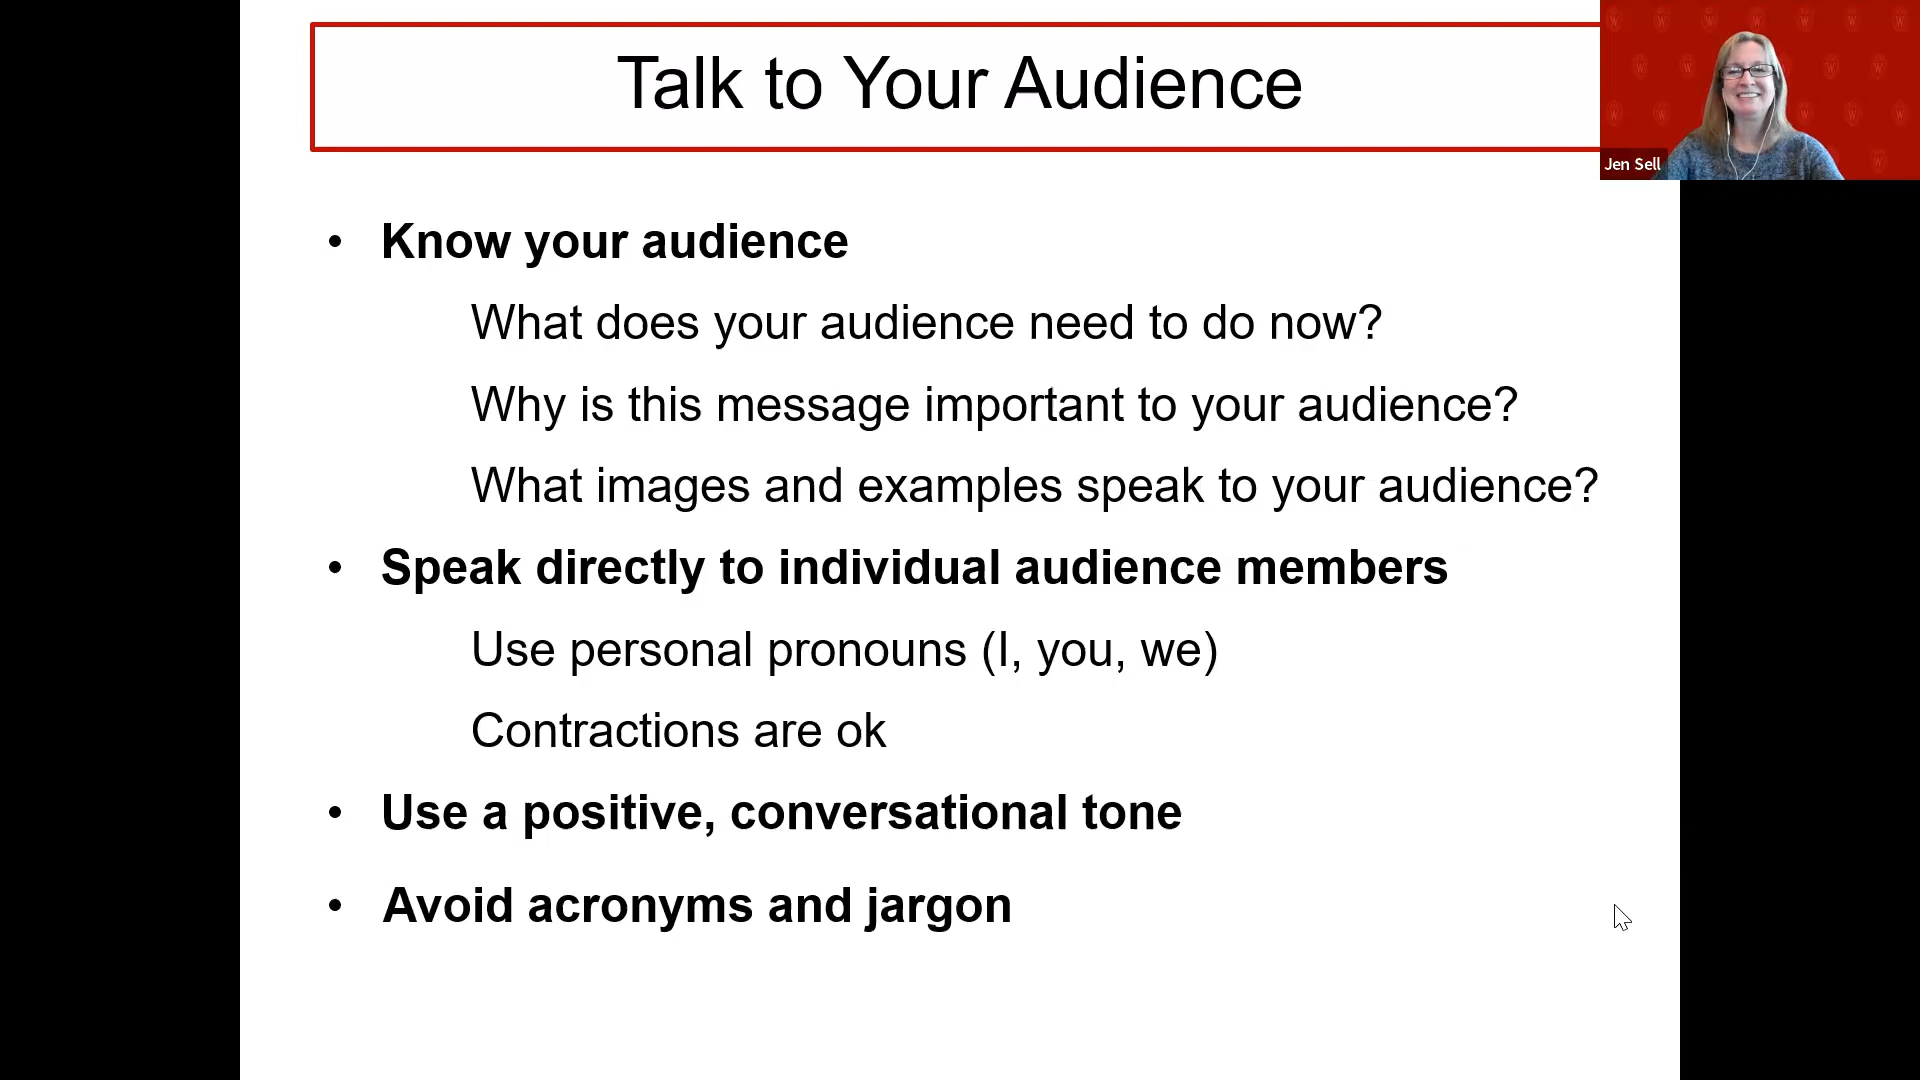 Talk to Your Audience
Jen Sell
• Know your audience
What does your audience need to do now?
Why is this message important to your audience?
What images and examples speak to your audience?
• Speak directly to individual audience members
Use personal pronouns (I, you, we)
Contractions are ok
• Use a positive, conversational tone
• Avoid acronyms and jargon